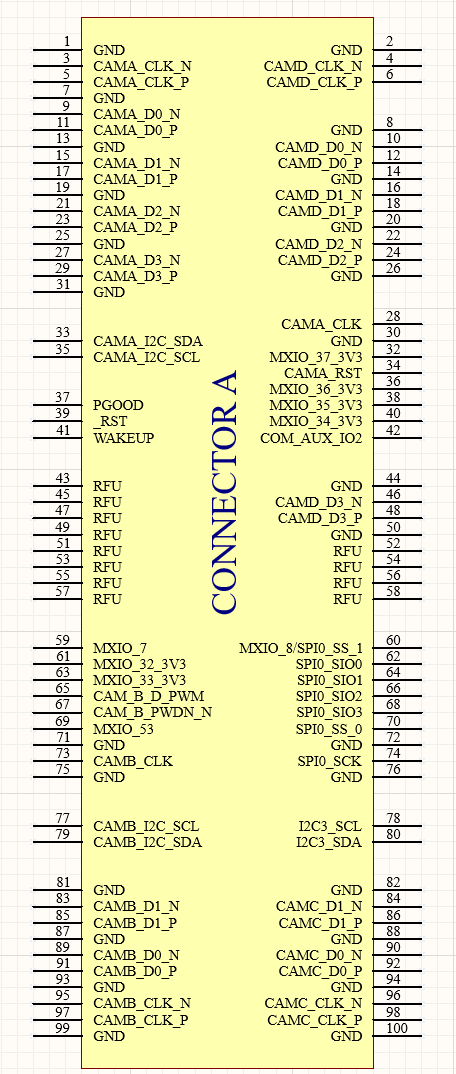 1 GND GND 2
3 CAMA_CLK_N CAMD_CLK_N 4
5 CAMA_CLK_P CAMD_CLK_P 6
7 GND
9 CAMA_D0_N
11 CAMA_D0_P GND 8
13 GND CAMD_D0_N 10
15 CAMA_D1_N CAMD_D0_P 12
17 CAMA_D1_P GND 14
19 GND CAMD_D1_N 16
21 CAMA_D2_N CAMD_D1_P 18
23 CAMA_D2_P GND 20
25 GND CAMD_D2_N 22
27 CAMA_D3_N CAMD_D2_P 24
29 CAMA_D3_P GND 26
31 GND
CAMA_CLK 28
33 CAMA_I2C_SDA GND 30
35 CAMA_I2C_SCL MXIO_37_3V3 32
CAMA_RST 34
MXIO_36_3V3 36
37 PGOOD MXIO_35_3V3 38
39 _RST MXIO_34_3V3 40
41 WAKEUP COM_AUX_IO2 42
CONNECTOR A
43 RFU GND 44
45 RFU CAMD_D3_N 46
47 RFU CAMD_D3_P 48
49 RFU GND 50
51 RFU RFU 52
53 RFU RFU 54
55 RFU RFU 56
57 RFU RFU 58
59 MXIO_7 MXIO_8/SPI0_SS_1 60
61 MXIO_32_3V3 SPI0_SIO0 62
63 MXIO_33_3V3 SPI0_SIO1 64
65 CAM_B_D_PWM SPI0_SIO2 66
67 CAM_B_PWDN_N SPI0_SIO3 68
69 MXIO_53 SPI0_SS_0 70
71 GND GND 72
73 CAMB_CLK SPI0_SCK 74
75 GND GND 76
77 CAMB_I2C_SCL I2C3_SCL 78
79 CAMB_I2C_SDA I2C3_SDA 80
81 GND GND 82
83 CAMB_D1_N CAMC_D1_N 84
85 CAMB_D1_P CAMC_D1_P 86
87 GND GND 88
89 CAMB_D0_N CAMC_D0_N 90
91 CAMB_D0_P CAMC_D0_P 92
93 GND GND 94
95 CAMB_CLK_N CAMC_CLK_N 96
97 CAMB_CLK_P CAMC_CLK_P 98
99 GND GND 100